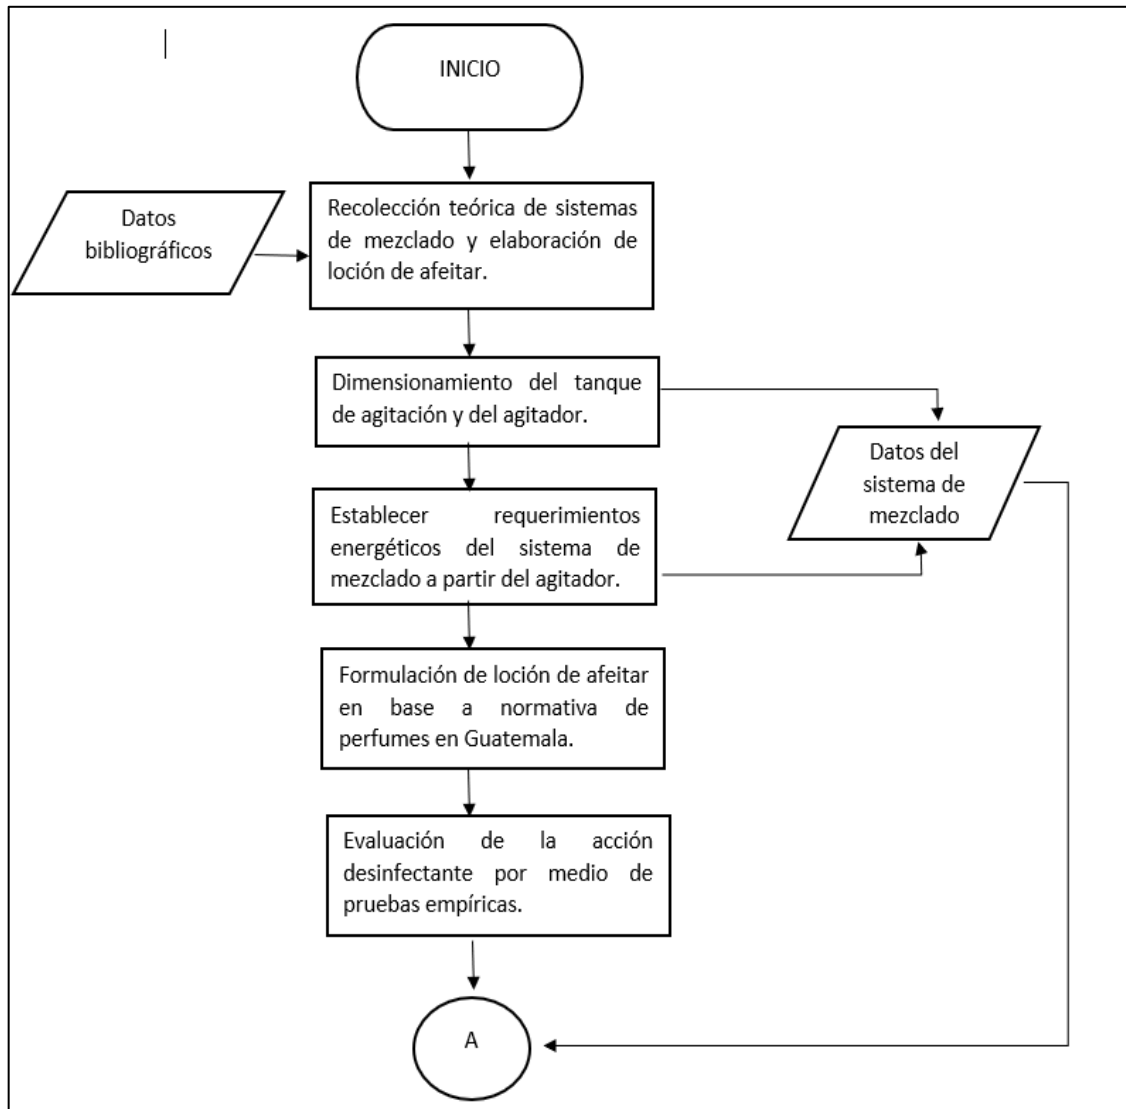 INICIO
Datos
bibliográficos
Recolección teórica de sistemas
de mezclado y elaboración de
loción de afeitar.
Dimensionamiento del tanque
de agitación y del agitador.
Datos del
sistema de
mezclado
Establecer requerimientos
energéticos del sistema de
mezclado a partir del agitador.
Formulación de loción de afeitar
en base a normativa de
perfumes en Guatemala.
Evaluación de la acción
desinfectante por medio de
pruebas empíricas.
A